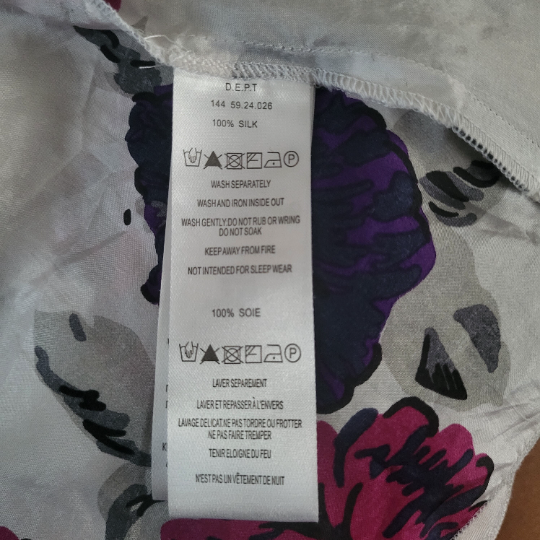 D.E.P.T
144 59.24.026
100% SILK
P
WASH SEPARATELY
WASH AND IRON INSIDE OUT
WASH GENTLY.DO NOT RUB OR WRING
DO NOT SOAK
KEEP AWAY FROM FIRE
NOT INTENDED FOR SLEEP WEAR
100% SOIE
P
LAVER SÉPARÉMENT
LAVER ET REPASSER À L'ENVERS
LAVAGE DELICAT.NE PAS TORDRE OU FROTTER
NE PAS FAIRE TREMPER
TENIR ELOIGNE DU FEU
N'EST PAS UN VÊTEMENT DE NUIT